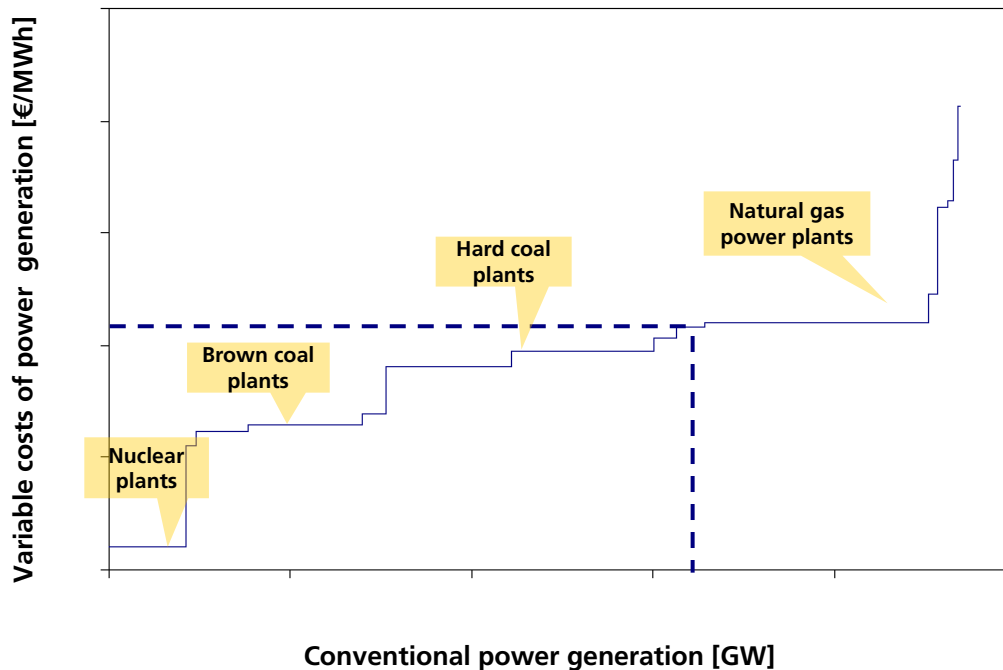 Variable costs of power generation [€/MWh]
Natural gas
power plants
Hard coal
plants
Brown coal
plants
Nuclear
plants
Conventional power generation [GW]